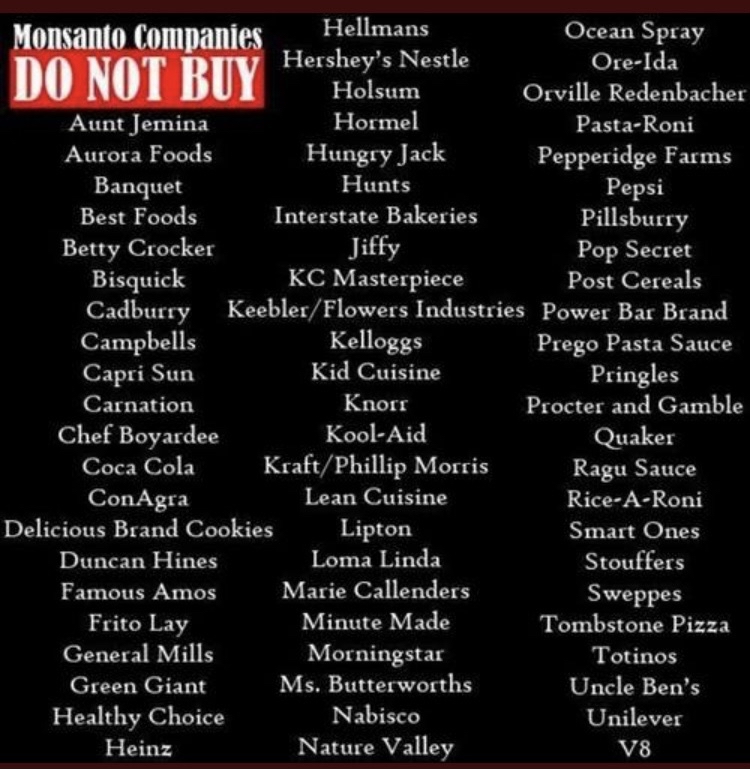 Monsanto Companies
DO NOT BUY
Aunt Jemina
Aurora Foods
Banquet
Best Foods
Betty Crocker
Bisquick
Cadburry
Campbells
Capri Sun
Carnation
Chef Boyardee
Coca Cola
ConAgra
Delicious Brand Cookies
Duncan Hines
Famous Amos
Frito Lay
General Mills
Green Giant
Healthy Choice
Heinz
Hellmans
Hershey's Nestle
Holsum
Hormel
Hungry Jack
Hunts
Interstate Bakeries
Jiffy
KC Masterpiece
Keebler/Flowers Industries
Kelloggs
Kid Cuisine
Knorr
Kool-Aid
Kraft/Phillip Morris
Lean Cuisine
Lipton
Loma Linda
Marie Callenders
Minute Made
Morningstar
Ms. Butterworths
Nabisco
Nature Valley
Ocean Spray
Ore-Ida
Orville Redenbacher
Pasta-Roni
Pepperidge Farms
Pepsi
Pillsburry
Pop Secret
Post Cereals
Power Bar Brand
Prego Pasta Sauce
Pringles
Procter and Gamble
Quaker
Ragu Sauce
Rice-A-Roni
Smart Ones
Stouffers
Sweppes
Tombstone Pizza
Totinos
Uncle Ben's
Unilever
V8